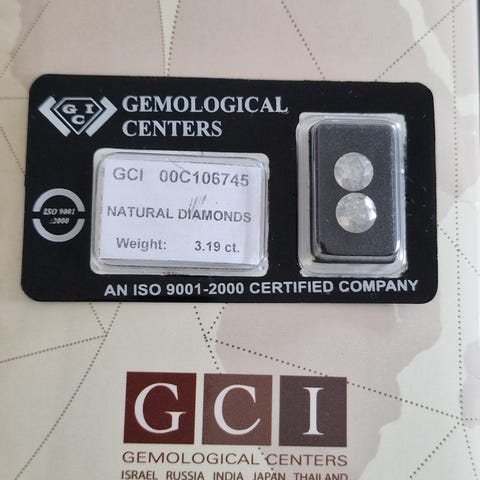 GCI
GEMOLOGICAL
CENTERS
GCI 00C106745
NATURAL DIAMONDS
Weight: 3.19 ct.
ISO 9001
:2000
AN ISO 9001-2000 CERTIFIED COMPANY
GCI
GEMOLOGICAL CENTERS
ISRAEL RUSSIA INDIA JAPAN THAILAND